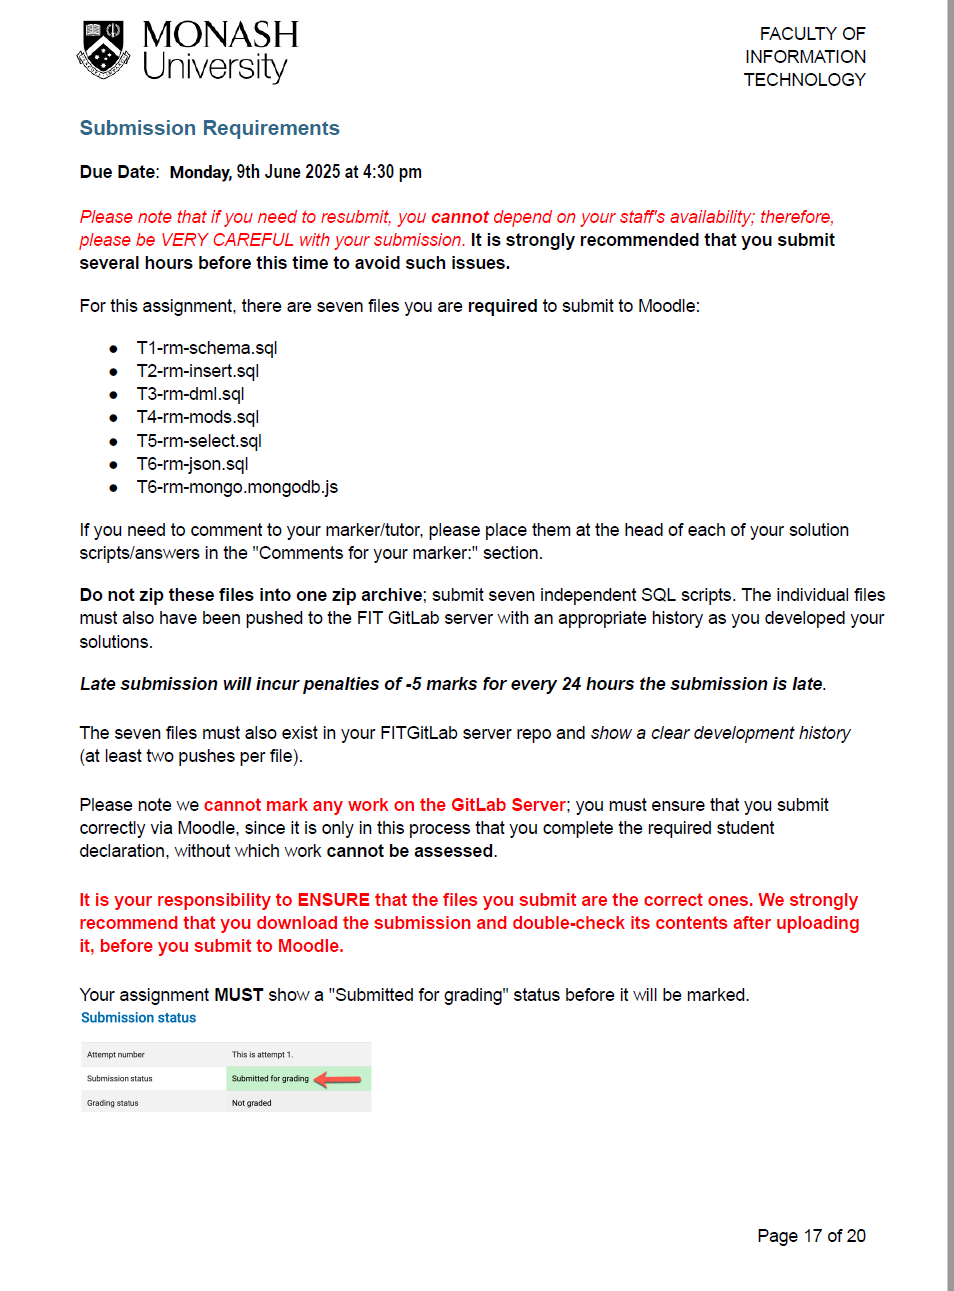 MONASH
University
FACULTY OF
INFORMATION
TECHNOLOGY
Submission Requirements
Due Date: Monday, 9th June 2025 at 4:30 pm
Please note that if you need to resubmit, you cannot depend on your staff's availability; therefore,
please be VERY CAREFUL with your submission. It is strongly recommended that you submit
several hours before this time to avoid such issues.
For this assignment, there are seven files you are required to submit to Moodle:
● T1-rm-schema.sql
● T2-rm-insert.sql
● T3-rm-dml.sql
● T4-rm-mods.sql
● T5-rm-select.sql
● T6-rm-json.sql
● T6-rm-mongo.mongodb.js
If you need to comment to your marker/tutor, please place them at the head of each of your solution
scripts/answers in the "Comments for your marker:" section.
Do not zip these files into one zip archive; submit seven independent SQL scripts. The individual files
must also have been pushed to the FIT GitLab server with an appropriate history as you developed your
solutions.
Late submission will incur penalties of -5 marks for every 24 hours the submission is late.
The seven files must also exist in your FITGitLab server repo and show a clear development history
(at least two pushes per file).
Please note we cannot mark any work on the GitLab Server; you must ensure that you submit
correctly via Moodle, since it is only in this process that you complete the required student
declaration, without which work cannot be assessed.
It is your responsibility to ENSURE that the files you submit are the correct ones. We strongly
recommend that you download the submission and double-check its contents after uploading
it, before you submit to Moodle.
Your assignment MUST show a "Submitted for grading" status before it will be marked.
Submission status
Attempt number This is attempt 1.
Submission status Submitted for grading
Grading status Not graded
Page 17 of 20